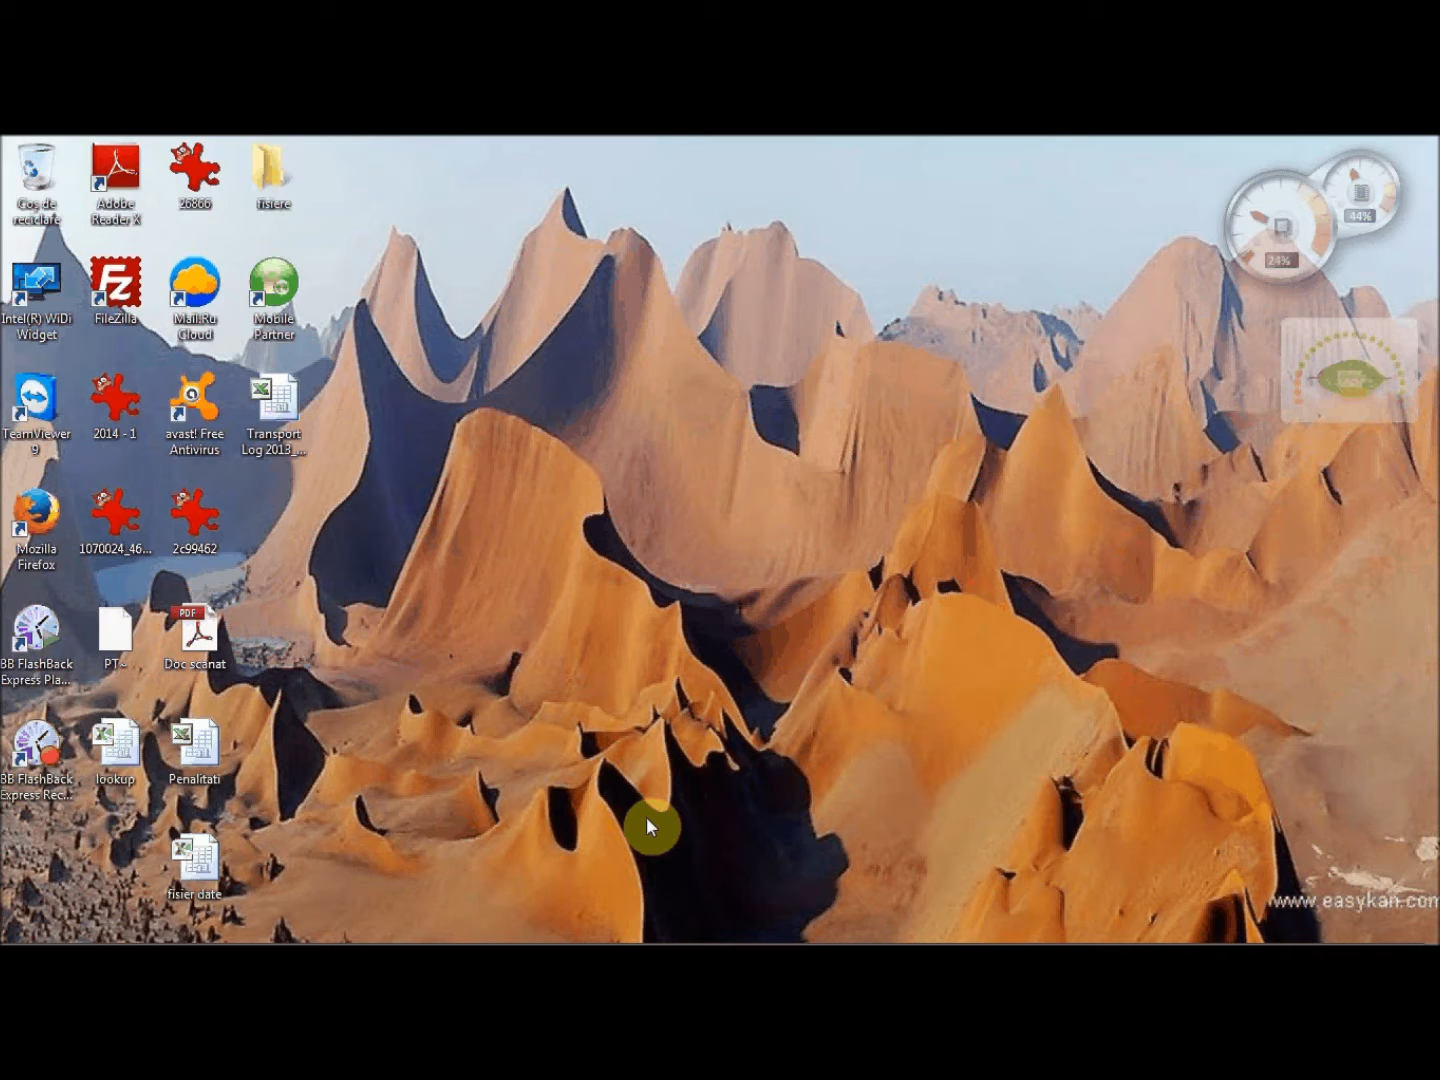 Coș de
reciclare
Adobe
Reader X
26866
fisiere
Intel(R) WiDi
Widget
FileZilla
Mail.Ru
Cloud
Mobile
Partner
TeamViewer
9
2014 - 1
avast! Free
Antivirus
Transport
Log 2013_...
Mozilla
Firefox
1070024_46...
2c99462
BB FlashBack
Express Pla...
PT~
PDF
Doc scanat
BB FlashBack
Express Rec...
lookup
Penalitati
fisier date
44%
24%
www.easykan.com